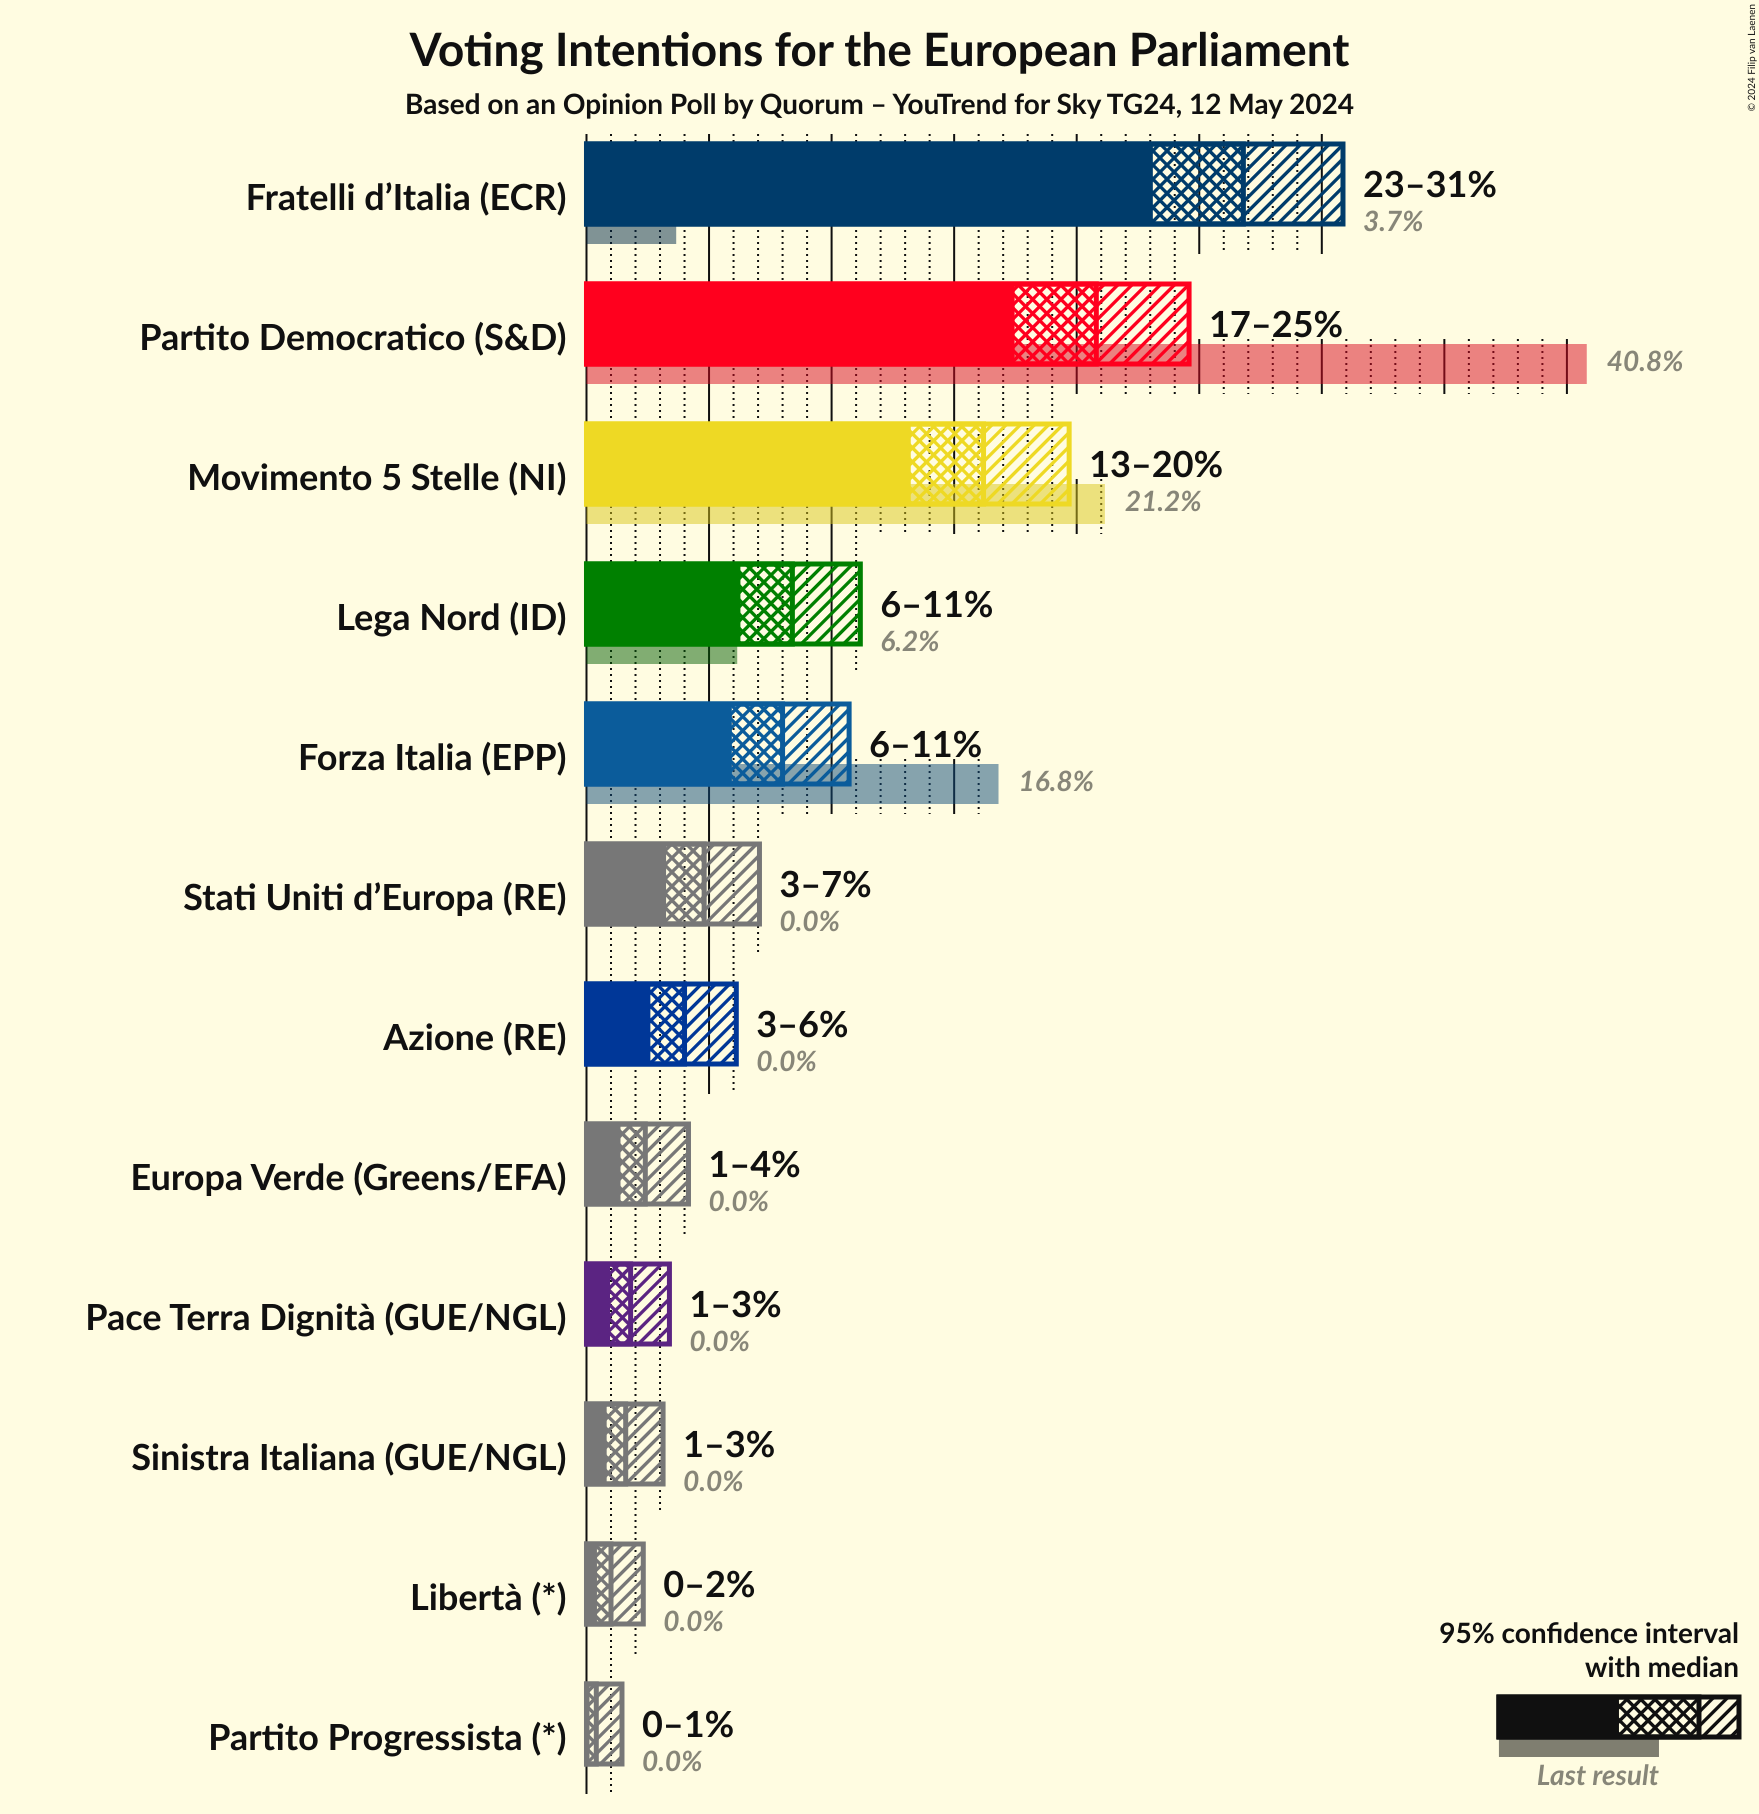 Voting Intentions for the European Parliament
Based on an Opinion Poll by Quorum – YouTrend for Sky TG24, 12 May 2024
© 2024 Filip van Laenen
Fratelli d’Italia (ECR)
23–31%
3.7%
Partito Democratico (S&D)
17–25%
40.8%
Movimento 5 Stelle (NI)
13–20%
21.2%
Lega Nord (ID)
6–11%
6.2%
Forza Italia (EPP)
6–11%
16.8%
Stati Uniti d’Europa (RE)
3–7%
0.0%
Azione (RE)
3–6%
0.0%
Europa Verde (Greens/EFA)
1–4%
0.0%
Pace Terra Dignità (GUE/NGL)
1–3%
0.0%
Sinistra Italiana (GUE/NGL)
1–3%
0.0%
Libertà (*)
0–2%
0.0%
Partito Progressista (*)
0–1%
0.0%
95% confidence interval
with median
Last result